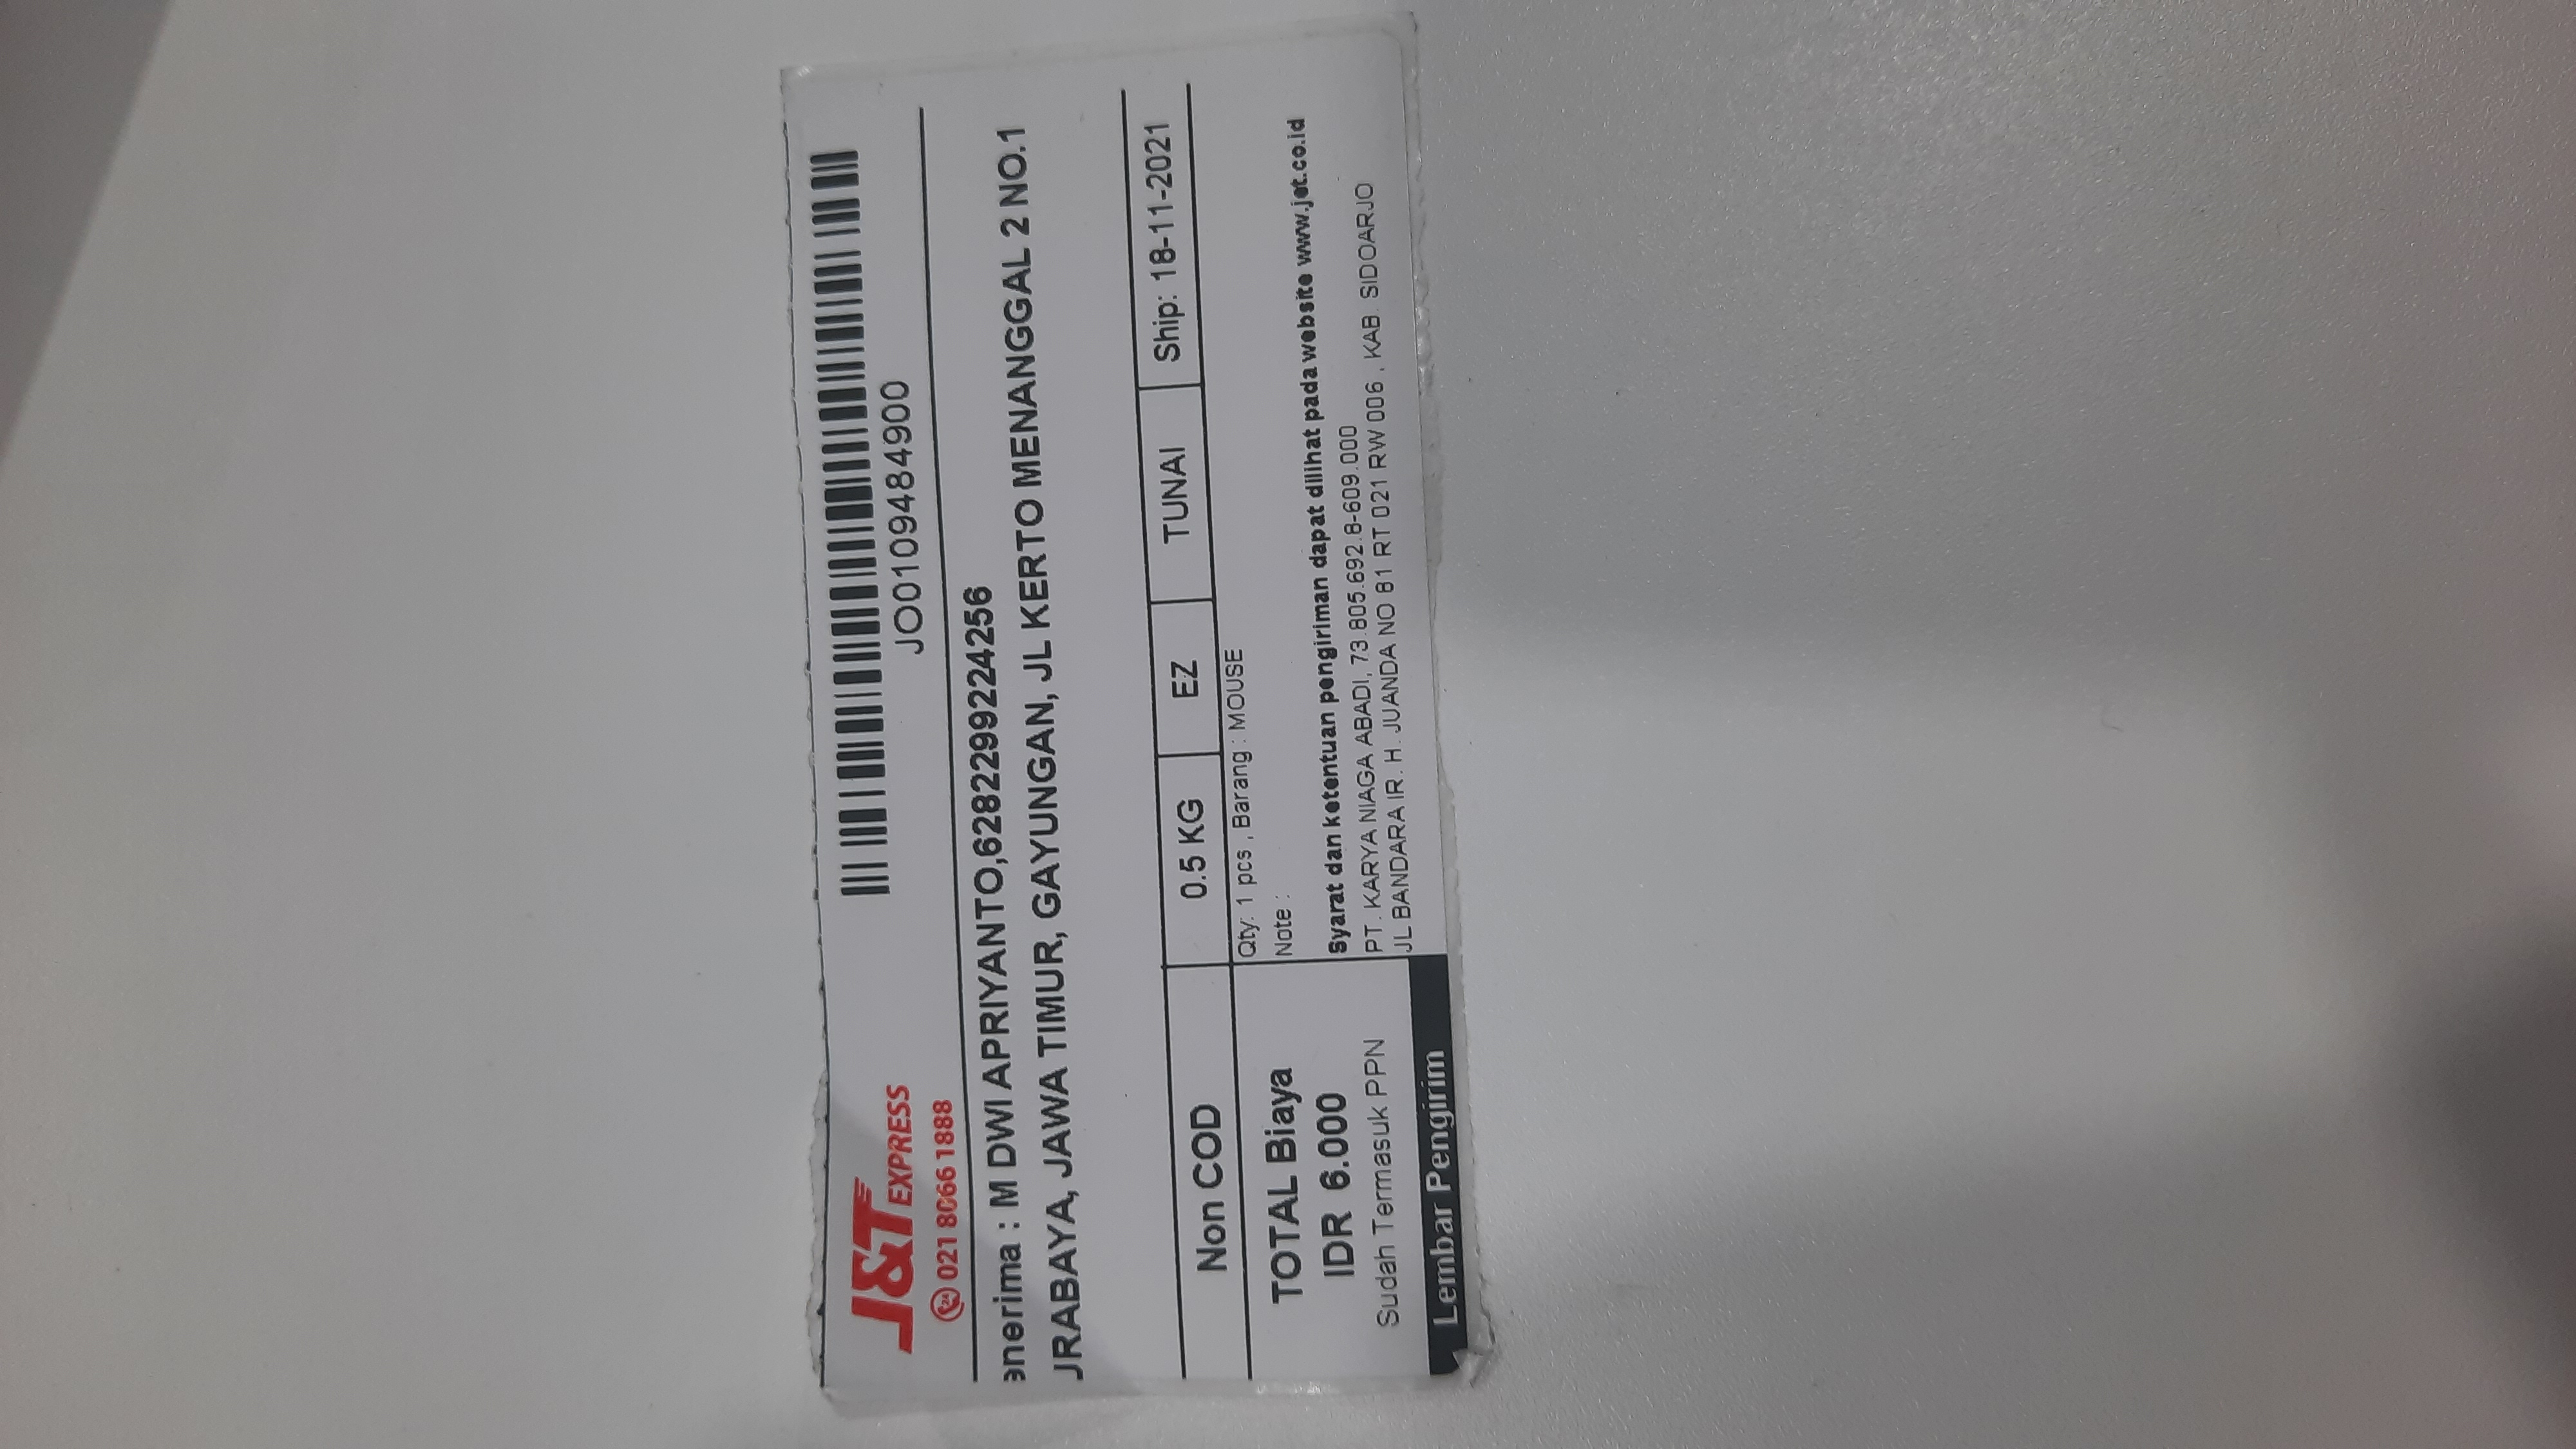 J&T EXPRESS
021 8066 1888
JO0109484900
enerima : M DWI APRIYANTO,6282299224256
URABAYA, JAWA TIMUR, GAYUNGAN, JL KERTO MENANGGAL 2 NO.1
Non COD
0.5 KG
EZ
TUNAI
Ship: 18-11-2021
TOTAL Biaya
IDR 6.000
Sudah Termasuk PPN
Lembar Pengirim
Qty: 1 pcs , Barang : MOUSE
Note :
Syarat dan ketentuan pengiriman dapat dilihat pada website www.jet.co.id
PT. KARYA NIAGA ABADI, 73.805.692.8-609.000
JL BANDARA IR. H. JUANDA NO 81 RT 021 RW 006 , KAB. SIDOARJO